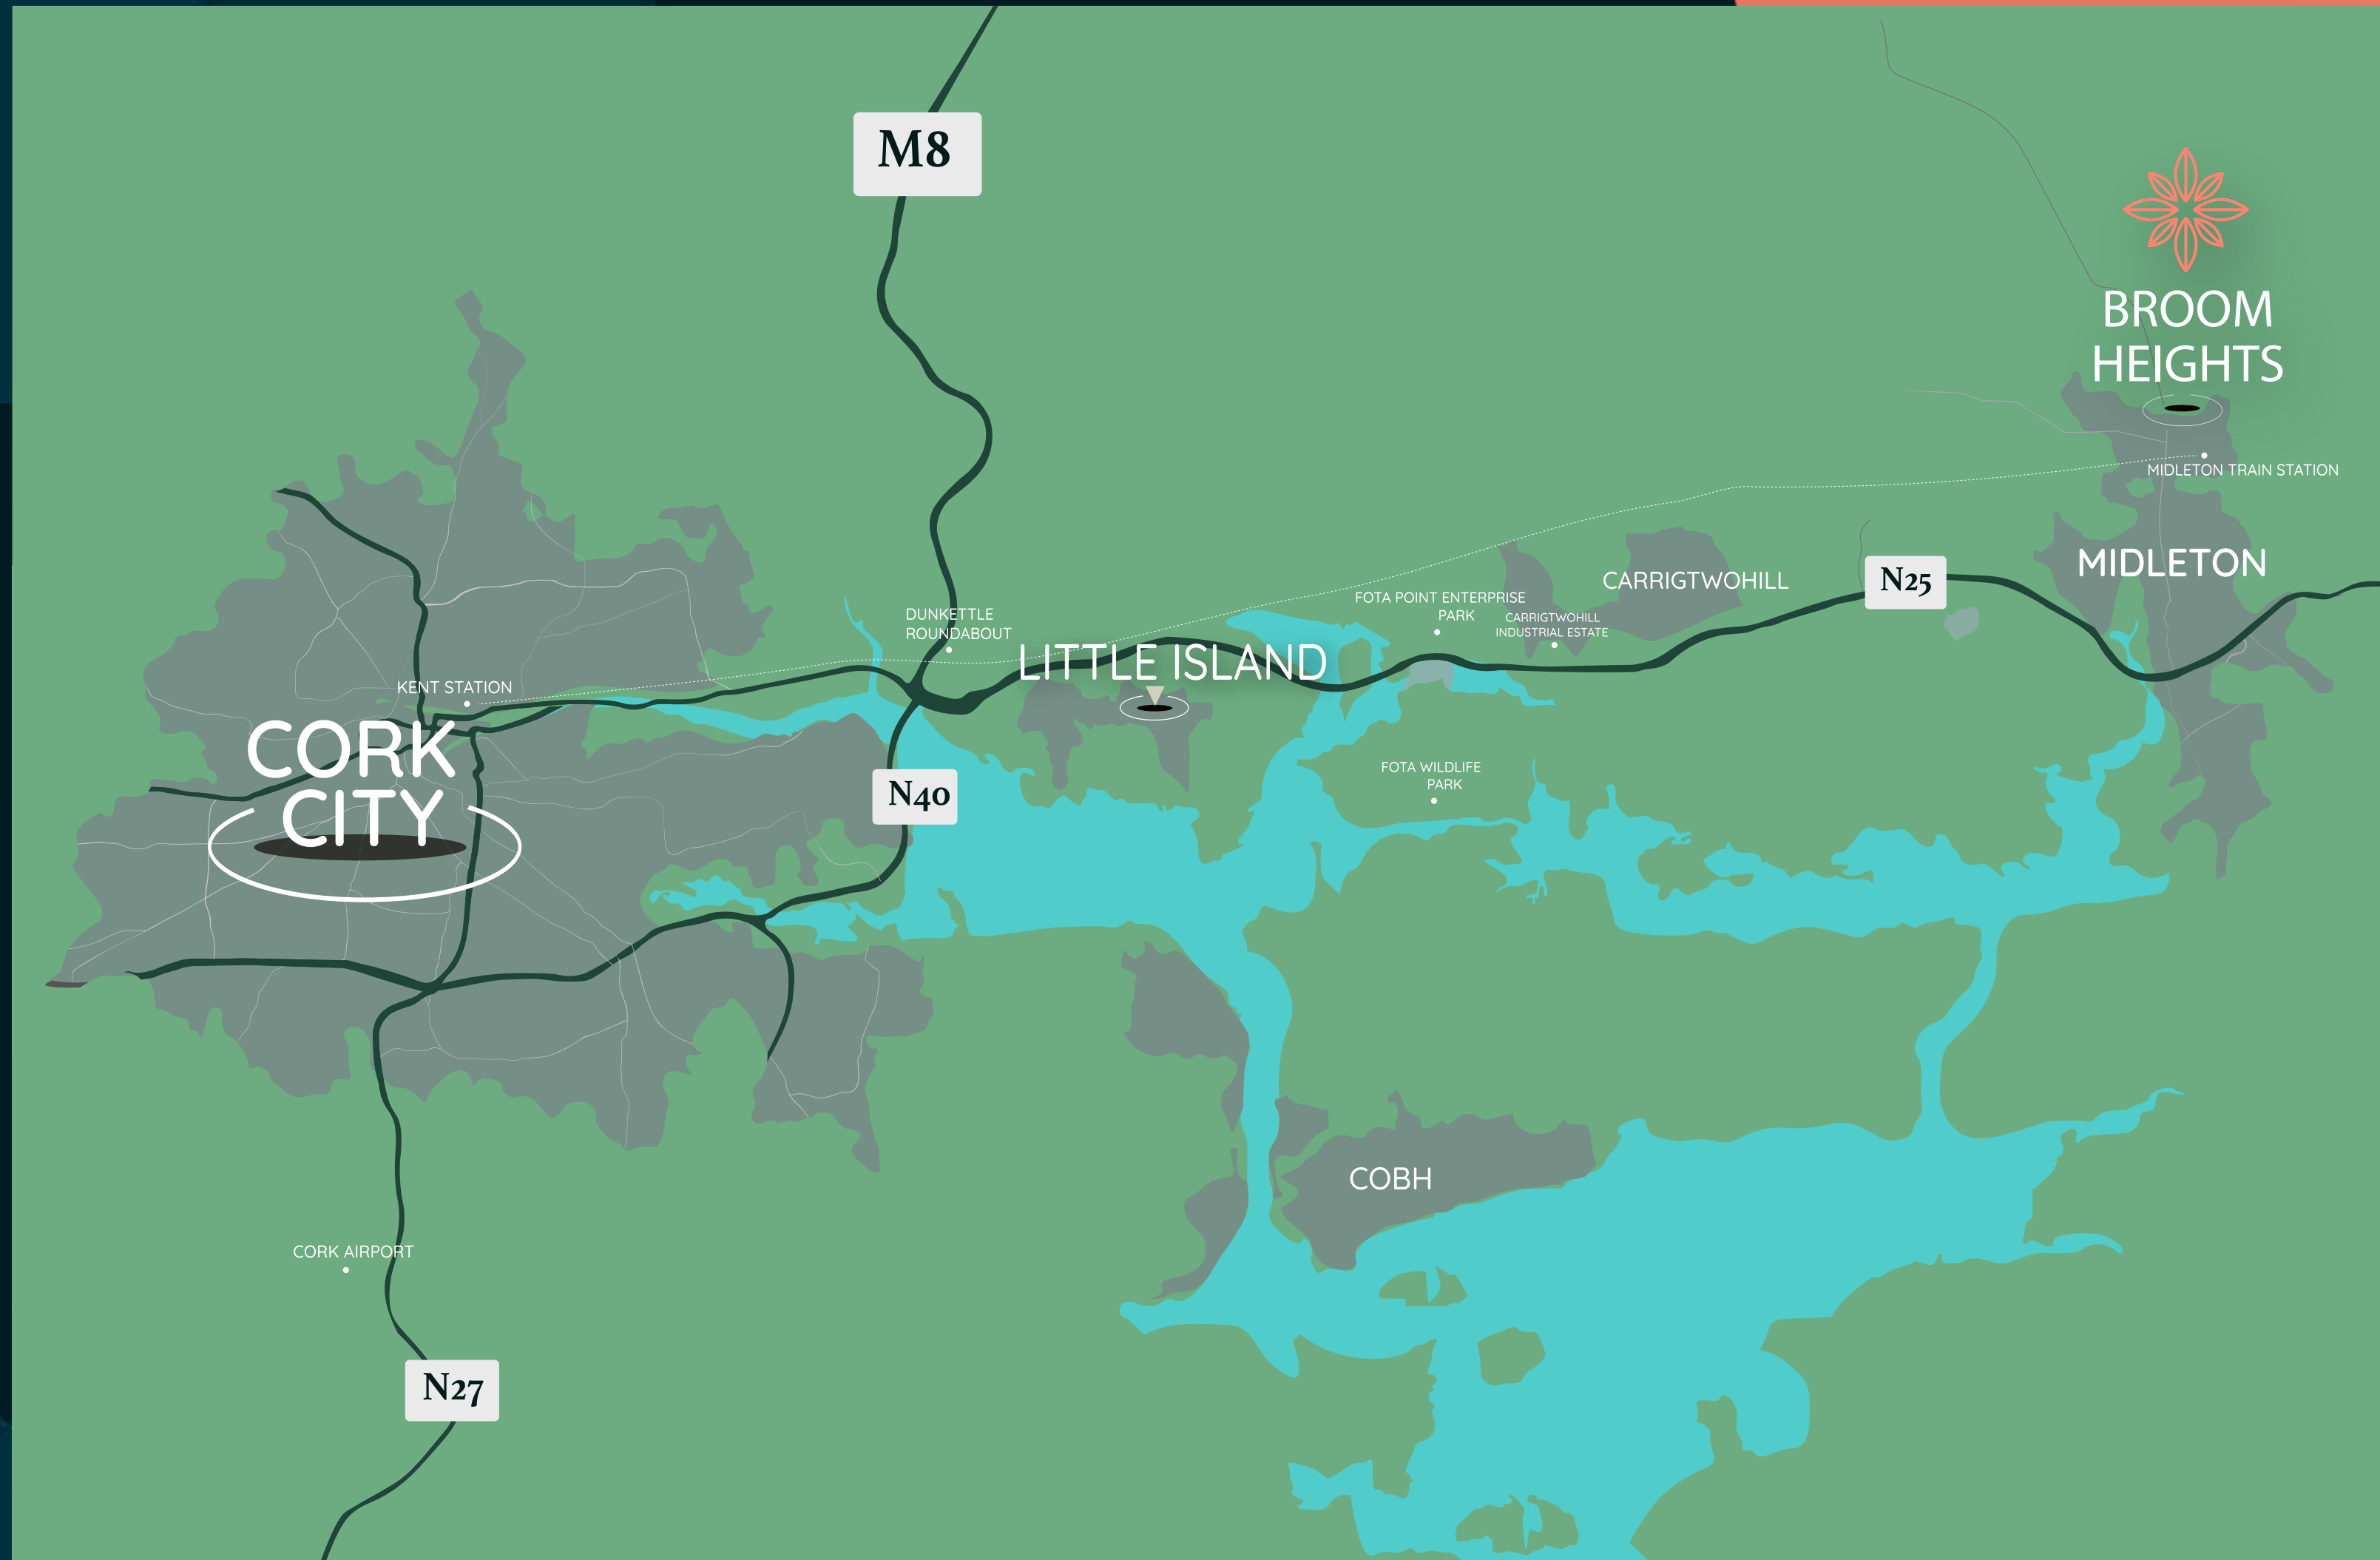 M8
BROOM
HEIGHTS
MIDLETON TRAIN STATION
MIDLETON
N25
CARRIGTWOHILL
FOTA POINT ENTERPRISE
PARK
CARRIGTWOHILL
INDUSTRIAL ESTATE
DUNKETTLE
ROUNDABOUT
LITTLE ISLAND
KENT STATION
CORK
CITY
N40
FOTA WILDLIFE
PARK
COBH
CORK AIRPORT
N27